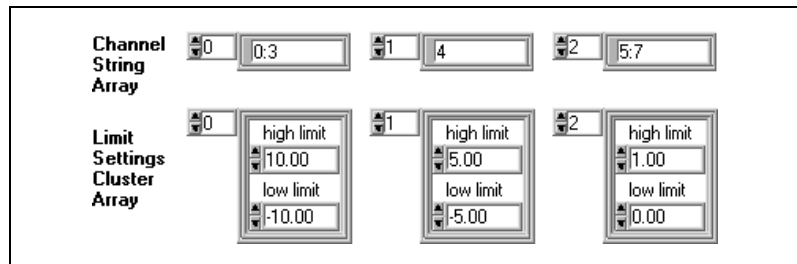 Channel String Array
0 0:3 1 4 2 5:7
Limit Settings Cluster Array
0 high limit 10.00 low limit -10.00
1 high limit 5.00 low limit -5.00
2 high limit 1.00 low limit 0.00